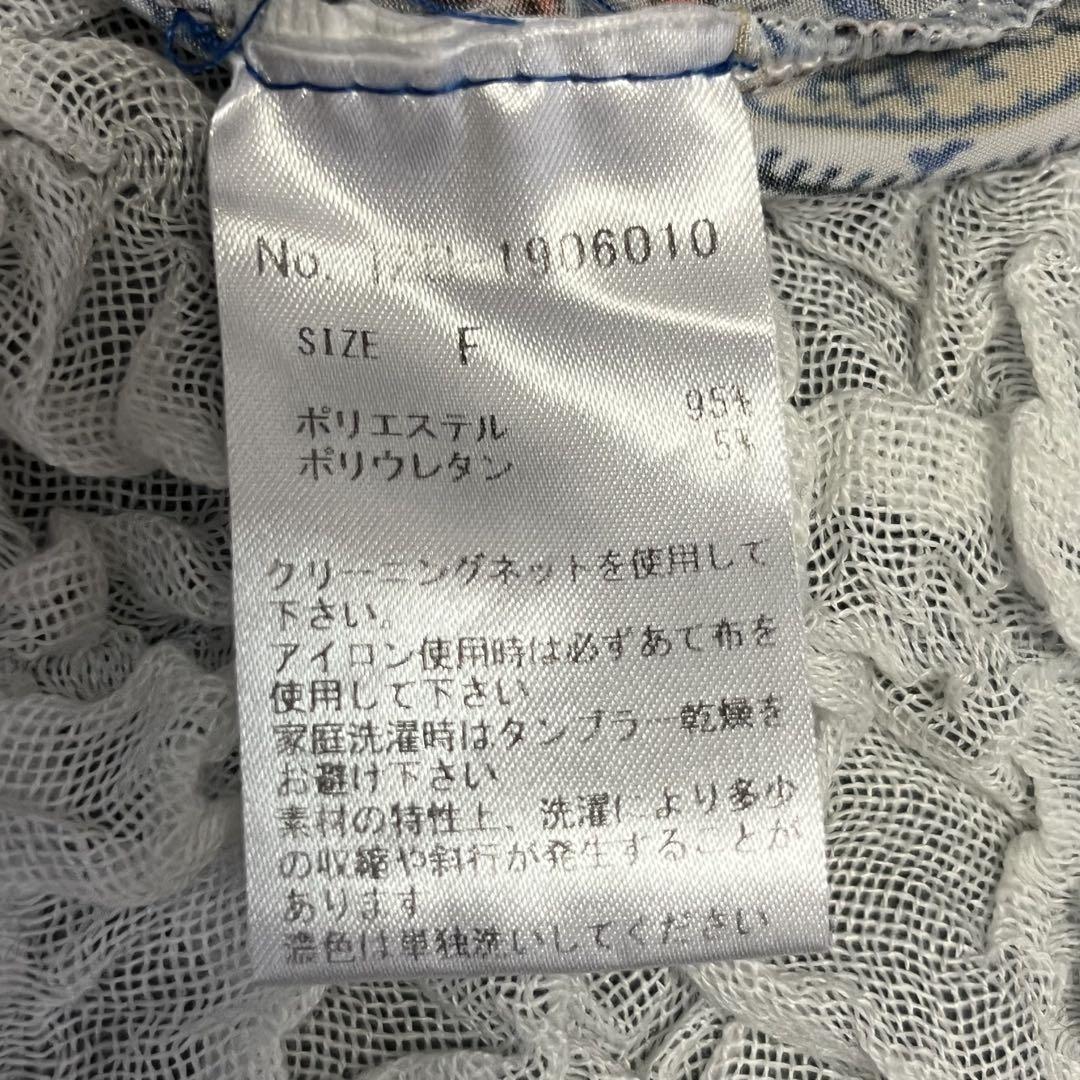 No. 1906010
SIZE F
ポリエステル 95%
ポリウレタン 5%
クリーニングネットを使用して
下さい。
アイロン使用時は必ずあて布を
使用して下さい
家庭洗濯時はタンブラー乾燥を
お避け下さい
素材の特性上、洗濯により多少
の収縮や斜行が発生することが
あります
濃色は単独洗いしてください